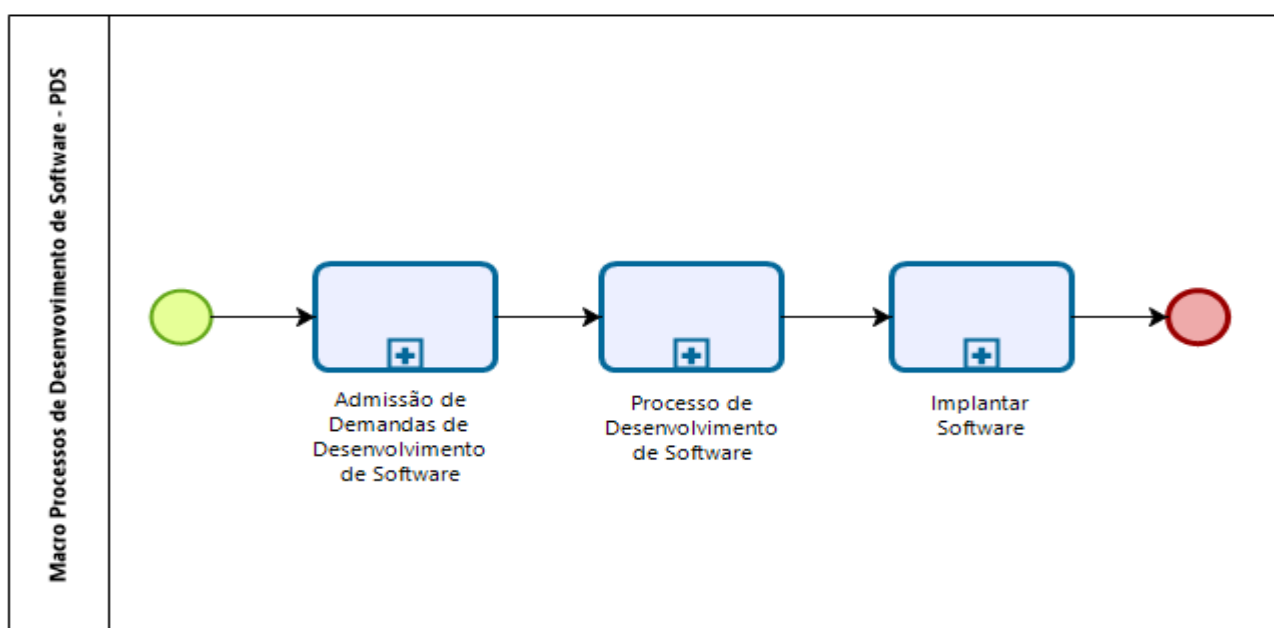 Macro Processos de Desenvovimento de Software - PDS
Admissão de
Demandas de
Desenvolvimento
de Software
Processo de
Desenvolvimento
de Software
Implantar
Software